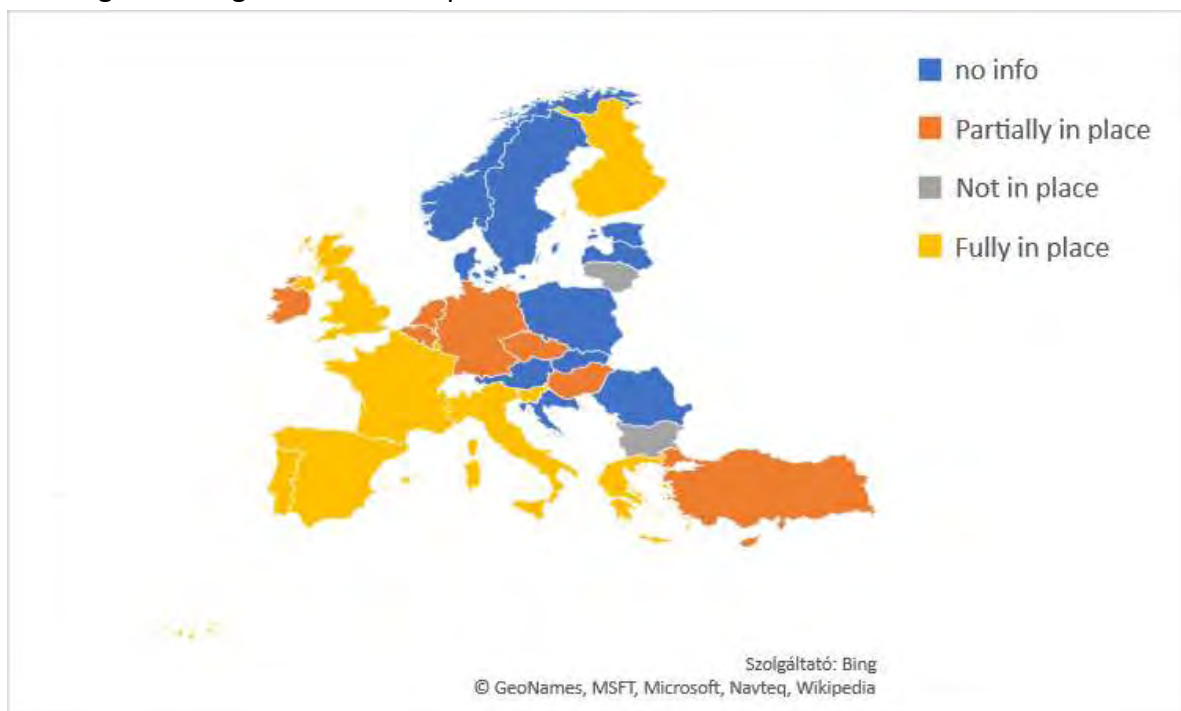 no info
Partially in place
Not in place
Fully in place
Szolgáltató: Bing
© GeoNames, MSFT, Microsoft, Navteq, Wikipedia